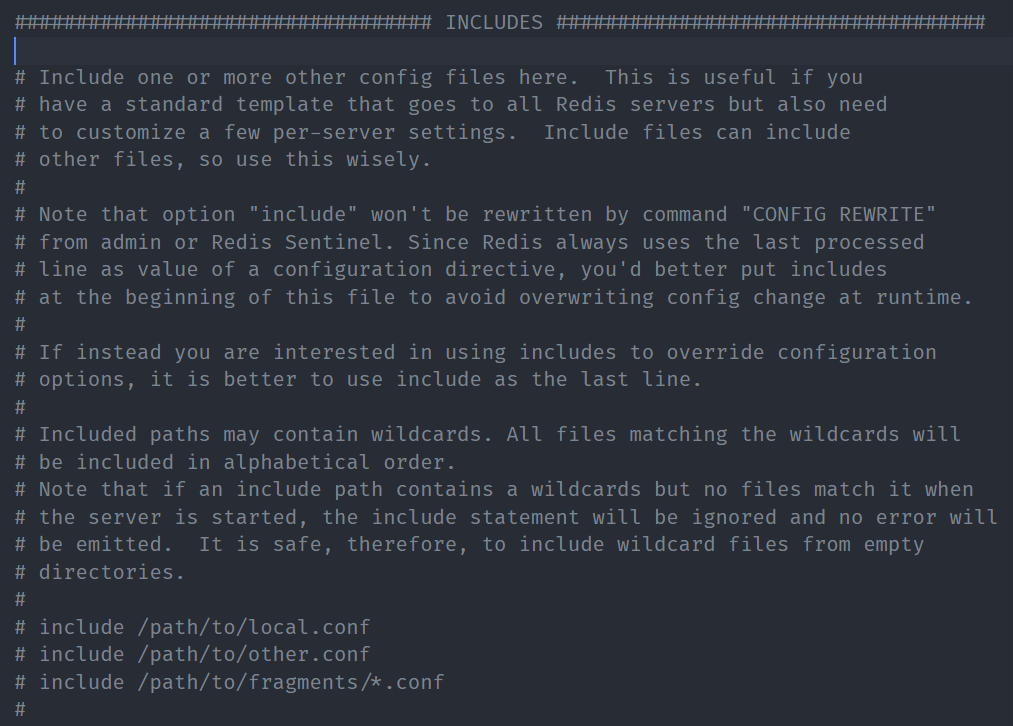 ################################## INCLUDES ###################################
# Include one or more other config files here.  This is useful if you
# have a standard template that goes to all Redis servers but also need
# to customize a few per-server settings.  Include files can include
# other files, so use this wisely.
#
# Note that option "include" won't be rewritten by command "CONFIG REWRITE"
# from admin or Redis Sentinel. Since Redis always uses the last processed
# line as value of a configuration directive, you'd better put includes
# at the beginning of this file to avoid overwriting config change at runtime.
#
# If instead you are interested in using includes to override configuration
# options, it is better to use include as the last line.
#
# Included paths may contain wildcards. All files matching the wildcards will
# be included in alphabetical order.
# Note that if an include path contains a wildcards but no files match it when
# the server is started, the include statement will be ignored and no error will
# be emitted.  It is safe, therefore, to include wildcard files from empty
# directories.
#
# include /path/to/local.conf
# include /path/to/other.conf
# include /path/to/fragments/*.conf
#